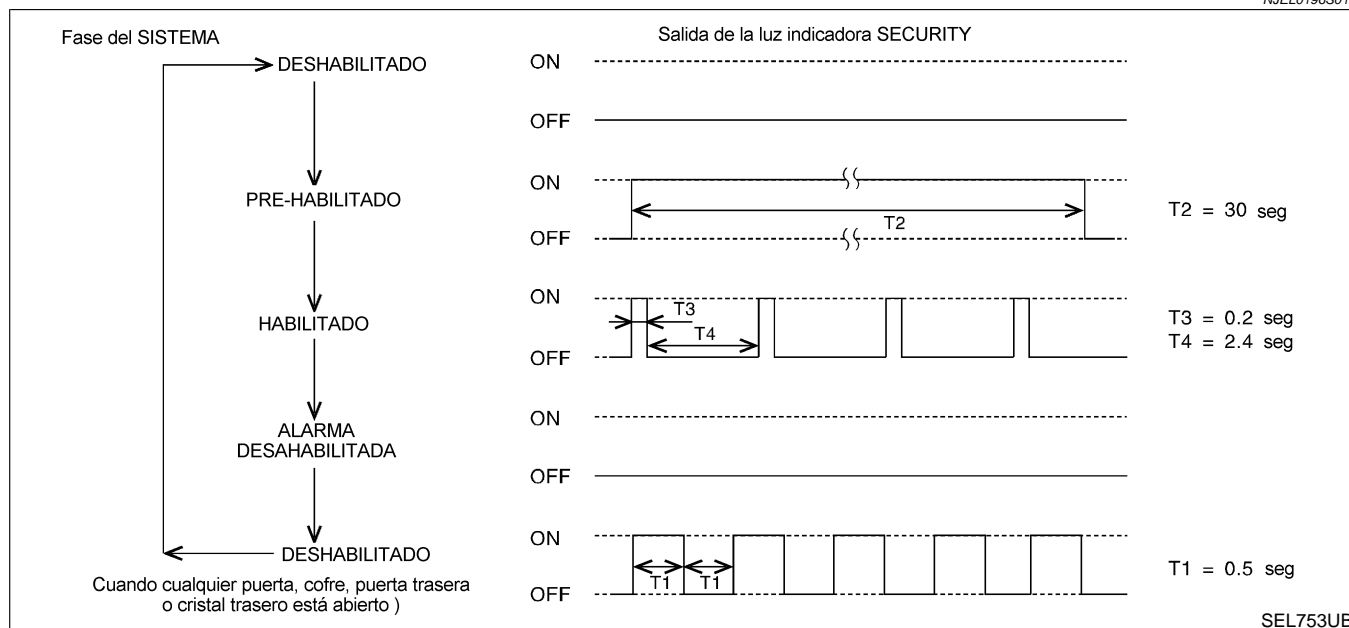 Fase del SISTEMA
Salida de la luz indicadora SECURITY
DESHABILITADO
ON
OFF
PRE-HABILITADO
ON
T2
OFF
T2 = 30 seg
HABILITADO
ON
T3
T4
OFF
T3 = 0.2 seg
T4 = 2.4 seg
ALARMA
DESAHABILITADA
ON
OFF
DESHABILITADO
Cuando cualquier puerta, cofre, puerta trasera
o cristal trasero está abierto )
ON
T1 T1
OFF
T1 = 0.5 seg
SEL753UB